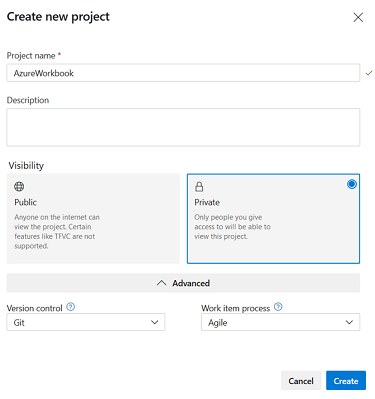 Create new project
Project name *
AzureWorkbook
Description
Visibility
Public
Anyone on the internet can
view the project. Certain
features like TFVC are not
supported.
Private
Only people you give
access to will be able to
view this project.
Advanced
Version control ?
Git
Work item process ?
Agile
Cancel
Create